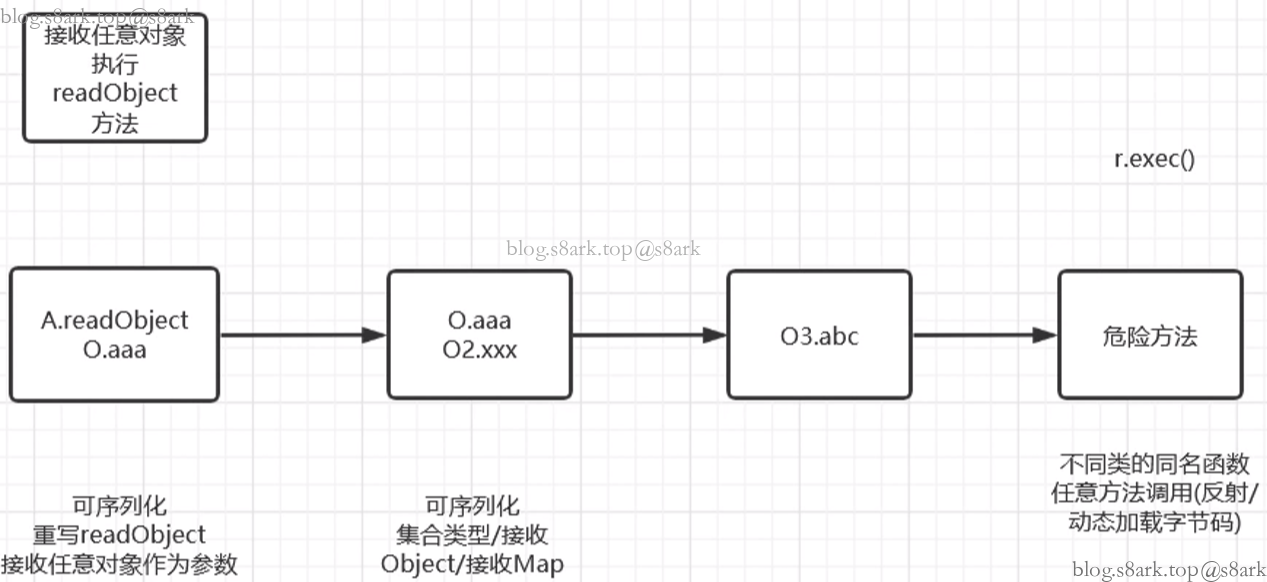 blog.s8ark.top@s8ark
接收任意对象
执行
readObject
方法
r.exec()
blog.s8ark.top@s8ark
A.readObject
O.aaa
O.aaa
O2.xxx
O3.abc
危险方法
可序列化
重写readObject
接收任意对象作为参数
可序列化
集合类型/接收
Object/接收Map
不同类的同名函数
任意方法调用(反射/
动态加载字节码)
blog.s8ark.top@s8ark